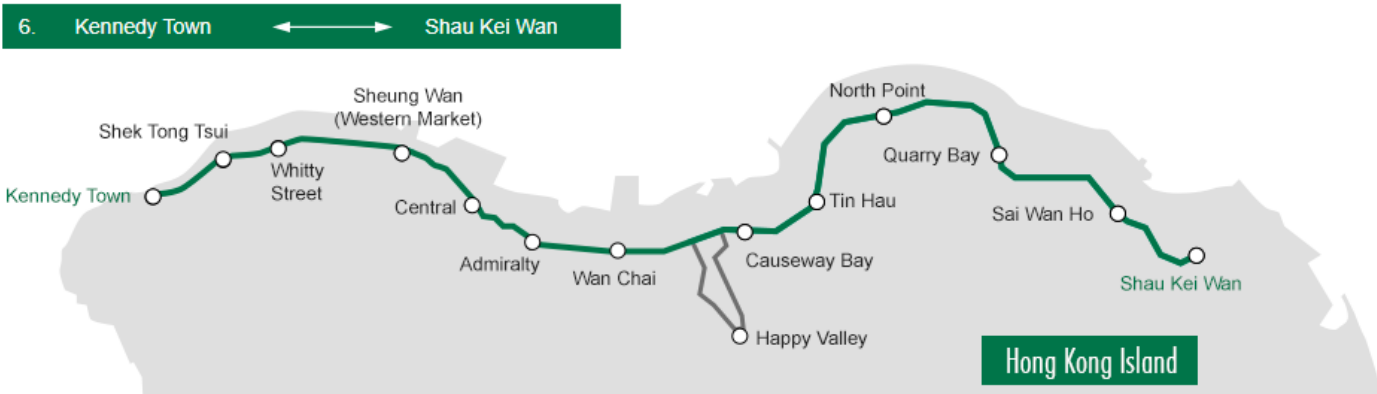 6. Kennedy Town Shau Kei Wan
Sheung Wan
(Western Market)
Shek Tong Tsui
Whitty
Street
Kennedy Town
Central
Admiralty
Wan Chai
Causeway Bay
Happy Valley
Tin Hau
North Point
Quarry Bay
Sai Wan Ho
Shau Kei Wan
Hong Kong Island